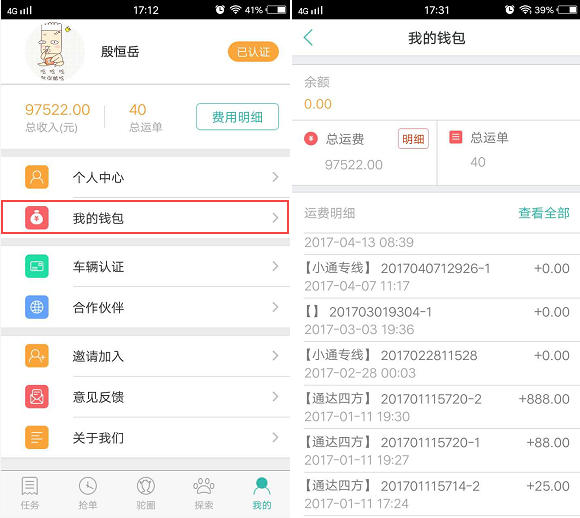 4G 17:12 41%
哈 哈 哈
殷恒岳
已认证
97522.00 40
总收入(元) 总运单
费用明细
个人中心
我的钱包
车辆认证
合作伙伴
邀请加入
意见反馈
关于我们
任务 抢单 驼圈 探索 我的
4G 17:31 39%
我的钱包
余额
0.00
总运费 明细 总运单
97522.00 40
运费明细 查看全部
2017-04-13 08:39
【小通专线】 2017040712926-1 +0.00
2017-04-07 11:17
【】 201703019304-1 +0.00
2017-03-03 19:36
【小通专线】 2017022811528 +0.00
2017-02-28 00:03
【通达四方】 201701115720-2 +888.00
2017-01-11 19:30
【通达四方】 201701115720-1 +88.00
2017-01-11 19:27
【通达四方】 201701115714-2 +25.00
2017-01-11 17:24